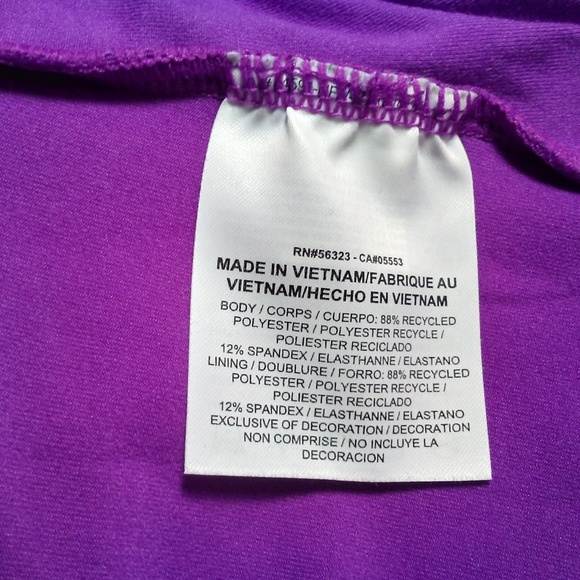 RN#56323 - CA#05553
MADE IN VIETNAM/FABRIQUE AU
VIETNAM/HECHO EN VIETNAM
BODY / CORPS / CUERPO: 88% RECYCLED
POLYESTER / POLYESTER RECYCLE /
POLIESTER RECICLADO
12% SPANDEX / ELASTHANNE / ELASTANO
LINING / DOUBLURE / FORRO: 88% RECYCLED
POLYESTER / POLYESTER RECYCLE /
POLIESTER RECICLADO
12% SPANDEX / ELASTHANNE / ELASTANO
EXCLUSIVE OF DECORATION / DECORATION
NON COMPRISE / NO INCLUYE LA
DECORACION